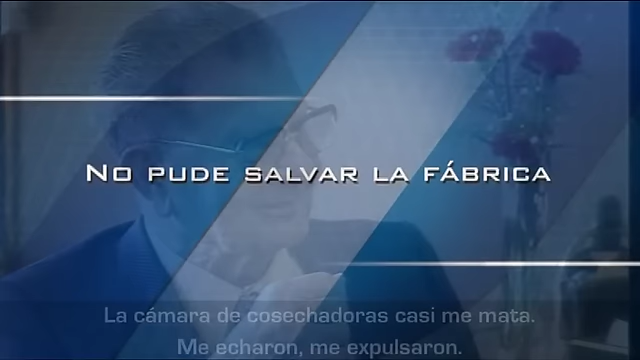 NO PUDE SALVAR LA FÁBRICA
La cámara de cosechadoras casi me mata.
Me echaron, me expulsaron.